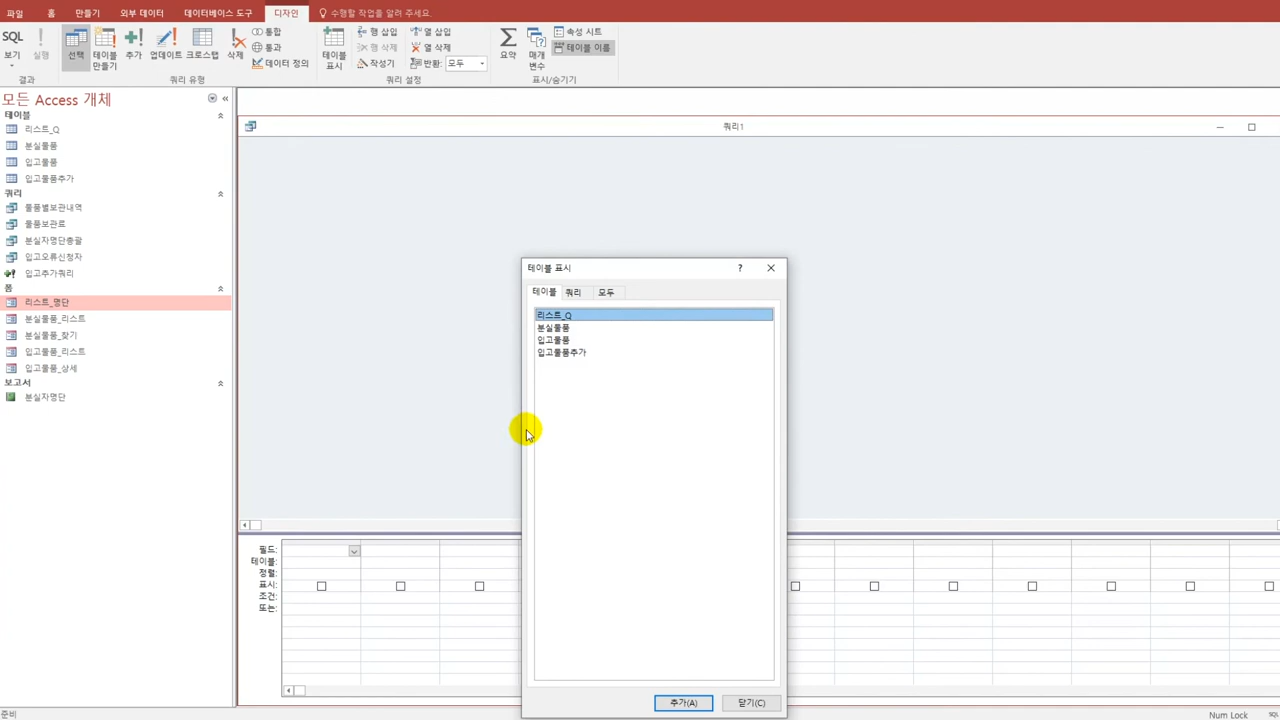 파일 홈 만들기 외부 데이터 데이터베이스 도구 디자인 수행할 작업을 알려 주세요.
SQL 보기
실행
선택
테이블 만들기
추가
업데이트
크로스탭
삭제
통합
통과
데이터 정의
테이블 표시
행 삽입
행 삭제
작성기
열 삽입
열 삭제
반환: 모두
요약
매개 변수
속성 시트
테이블 이름
결과 쿼리 유형 쿼리 설정 표시/숨기기
모든 Access 개체
테이블
리스트_Q
분실물품
입고물품
입고물품추가
쿼리
물품별보관내역
물품보관료
분실자명단총괄
입고오류신청자
입고추가쿼리
폼
리스트_명단
분실물품_리스트
분실물품_찾기
입고물품_리스트
입고물품_상세
보고서
분실자명단
쿼리1
테이블 표시
테이블 쿼리 모두
리스트_Q
분실물품
입고물품
입고물품추가
추가(A) 닫기(C)
필드:
테이블:
정렬:
표시:
조건:
또는:
준비 Num Lock SQL